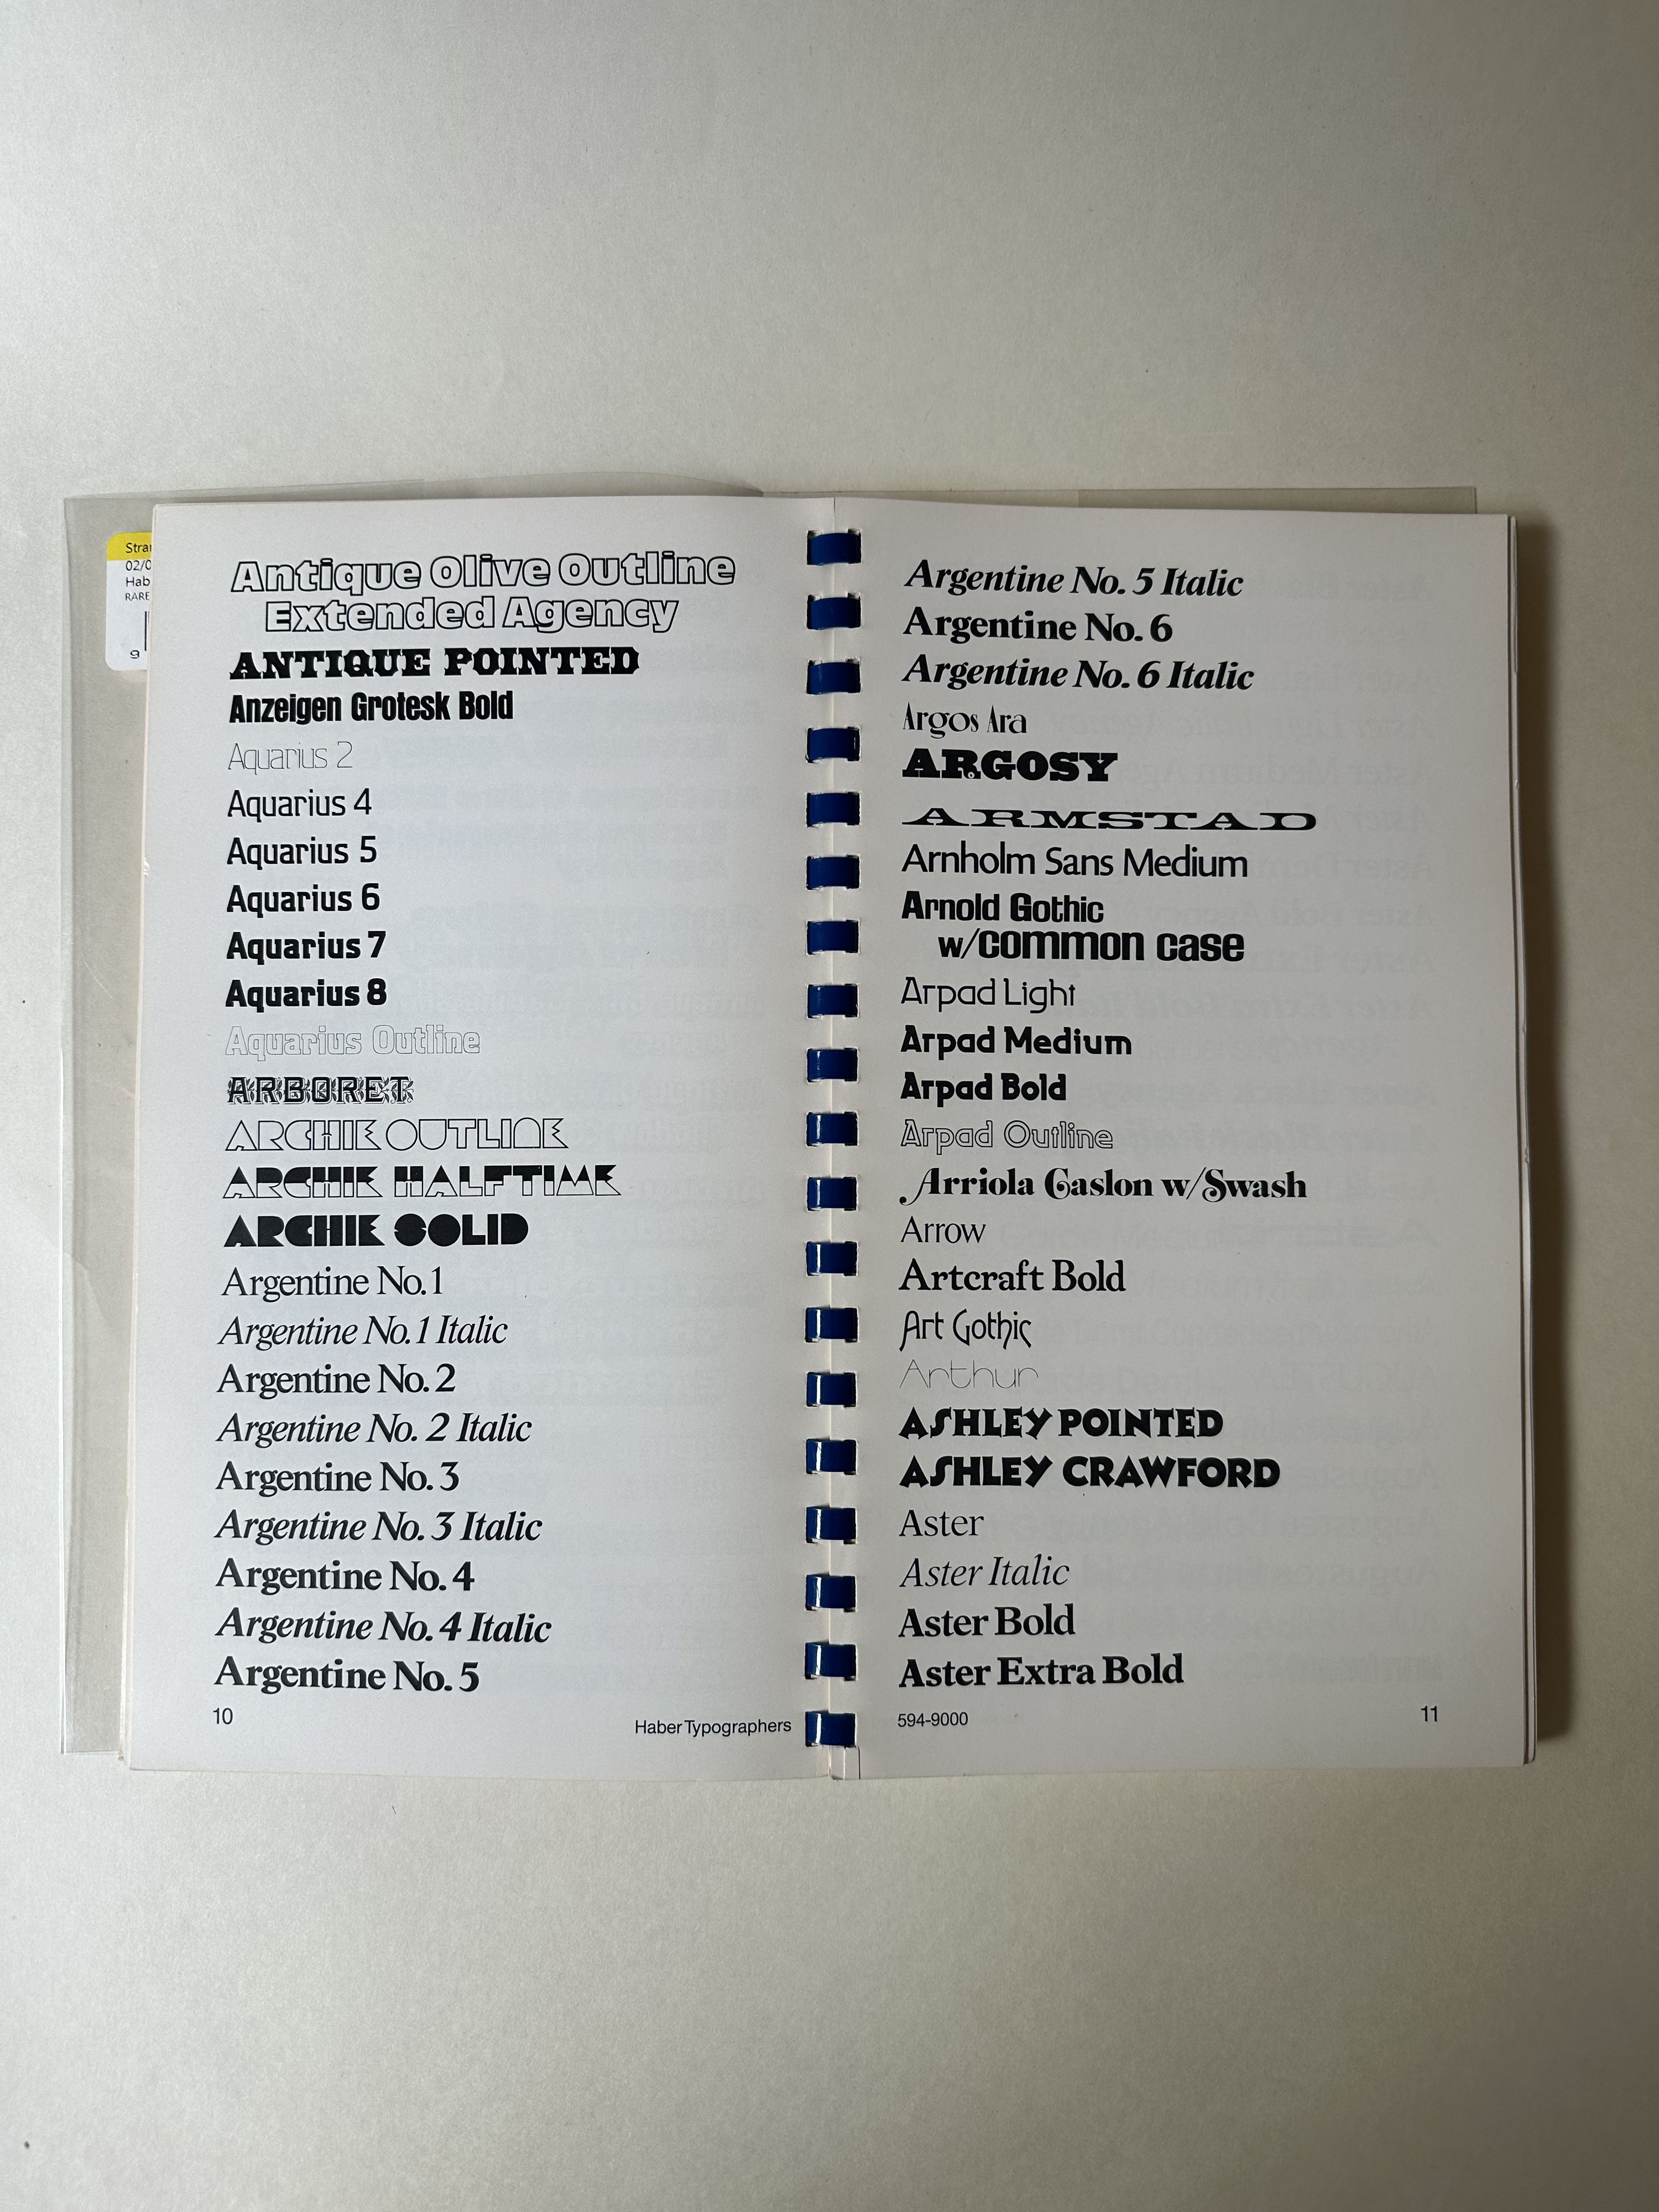 Stra
02/0
Hab
RARE
9
Antique Olive Outline
Extended Agency
ANTIQUE POINTED
Anzeigen Grotesk Bold
Aquarius 2
Aquarius 4
Aquarius 5
Aquarius 6
Aquarius 7
Aquarius 8
Aquarius Outline
ARBORET
ARCHIE OUTLINE
ARCHIE HALFTIME
ARCHIE SOLID
Argentine No. 1
Argentine No. 1 Italic
Argentine No. 2
Argentine No. 2 Italic
Argentine No. 3
Argentine No. 3 Italic
Argentine No. 4
Argentine No. 4 Italic
Argentine No. 5
10
Haber Typographers
Argentine No. 5 Italic
Argentine No. 6
Argentine No. 6 Italic
Argos Ara
ARGOSY
ARMSTAD
Arnholm Sans Medium
Arnold Gothic
w/common case
Arpad Light
Arpad Medium
Arpad Bold
Arpad Outline
Arriola Caslon w/Swash
Arrow
Artcraft Bold
Art Gothic
Arthur
ASHLEY POINTED
ASHLEY CRAWFORD
Aster
Aster Italic
Aster Bold
Aster Extra Bold
594-9000
11